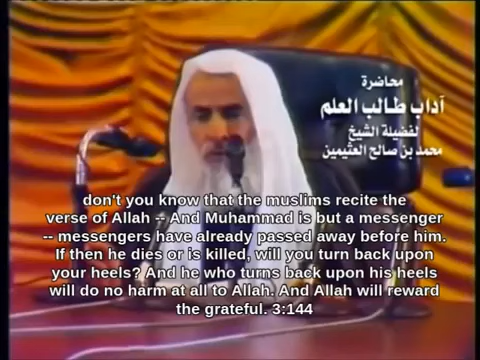 محاضرة
آداب طالب العلم
لفضيلة الشيخ
محمد بن صالح العثيمين
don't you know that the muslims recite the
verse of Allah -- And Muhammad is but a messenger
-- messengers have already passed away before him.
If then he dies or is killed, will you turn back upon
your heels? And he who turns back upon his heels
will do no harm at all to Allah. And Allah will reward
the grateful. 3:144